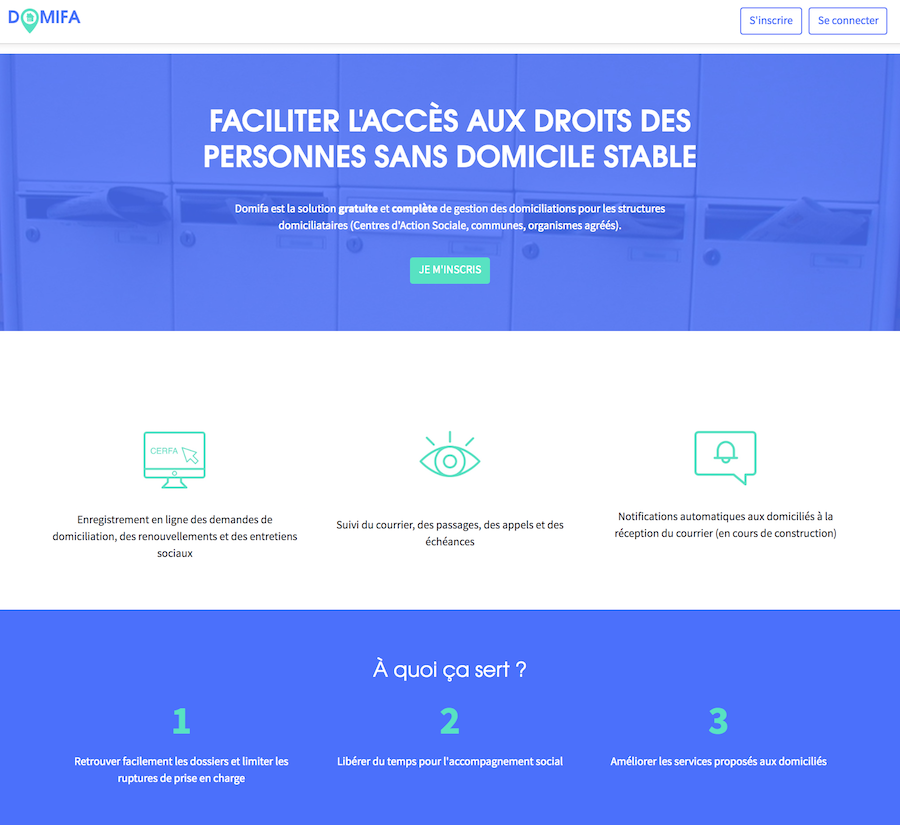 DOMIFA
S'inscrire
Se connecter
FACILITER L'ACCÈS AUX DROITS DES
PERSONNES SANS DOMICILE STABLE
Domifa est la solution gratuite et complète de gestion des domiciliations pour les structures
domiciliataires (Centres d'Action Sociale, communes, organismes agréés).
JE M'INSCRIS
CERFA
Enregistrement en ligne des demandes de
domiciliation, des renouvellements et des entretiens
sociaux
Suivi du courrier, des passages, des appels et des
échéances
Notifications automatiques aux domiciliés à la
réception du courrier (en cours de construction)
À quoi ça sert ?
1
Retrouver facilement les dossiers et limiter les
ruptures de prise en charge
2
Libérer du temps pour l'accompagnement social
3
Améliorer les services proposés aux domiciliés